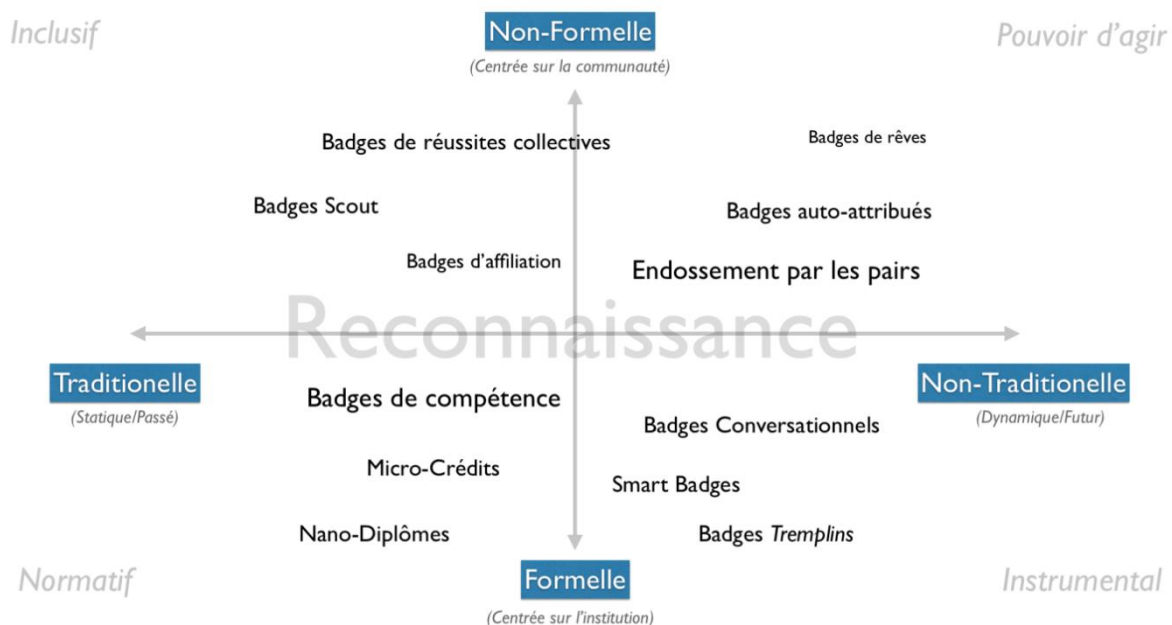 Inclusif
Non-Formelle
Pouvoir d'agir
(Centrée sur la communauté)
Badges de réussites collectives
Badges de rêves
Badges Scout
Badges auto-attribués
Badges d'affiliation
Endossement par les pairs
Reconnaissance
Traditionelle
Non-Traditionelle
(Statique/Passé)
(Dynamique/Futur)
Badges de compétence
Badges Conversationnels
Micro-Crédits
Smart Badges
Nano-Diplômes
Badges Tremplins
Normatif
Formelle
Instrumental
(Centrée sur l'institution)